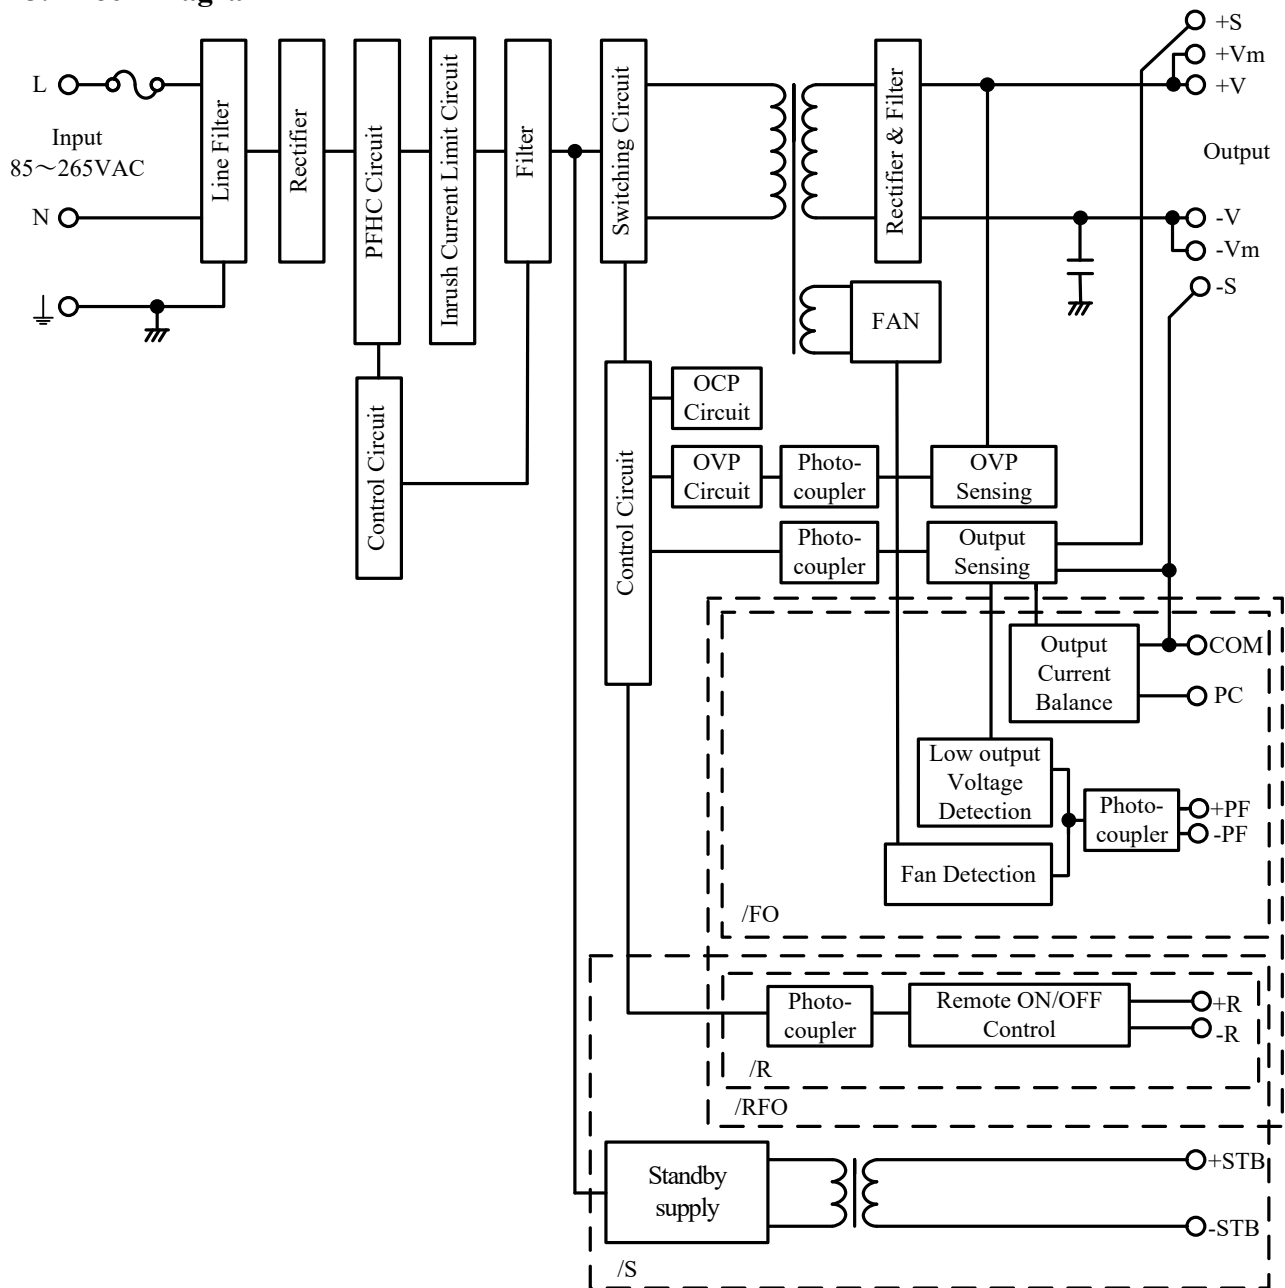 +S
+Vm
L
+V
Input
85～265VAC
Output
N
-V
-Vm
-S
Line Filter
Rectifier
PFHC Circuit
Inrush Current Limit Circuit
Filter
Switching Circuit
Rectifier & Filter
FAN
Control Circuit
Control Circuit
OCP
Circuit
OVP
Circuit
Photo-
coupler
OVP
Sensing
Photo-
coupler
Output
Sensing
Output
Current
Balance
COM
PC
Low output
Voltage
Detection
Photo-
coupler
+PF
-PF
Fan Detection
/FO
Photo-
coupler
Remote ON/OFF
Control
+R
-R
/R
/RFO
Standby
supply
+STB
-STB
/S